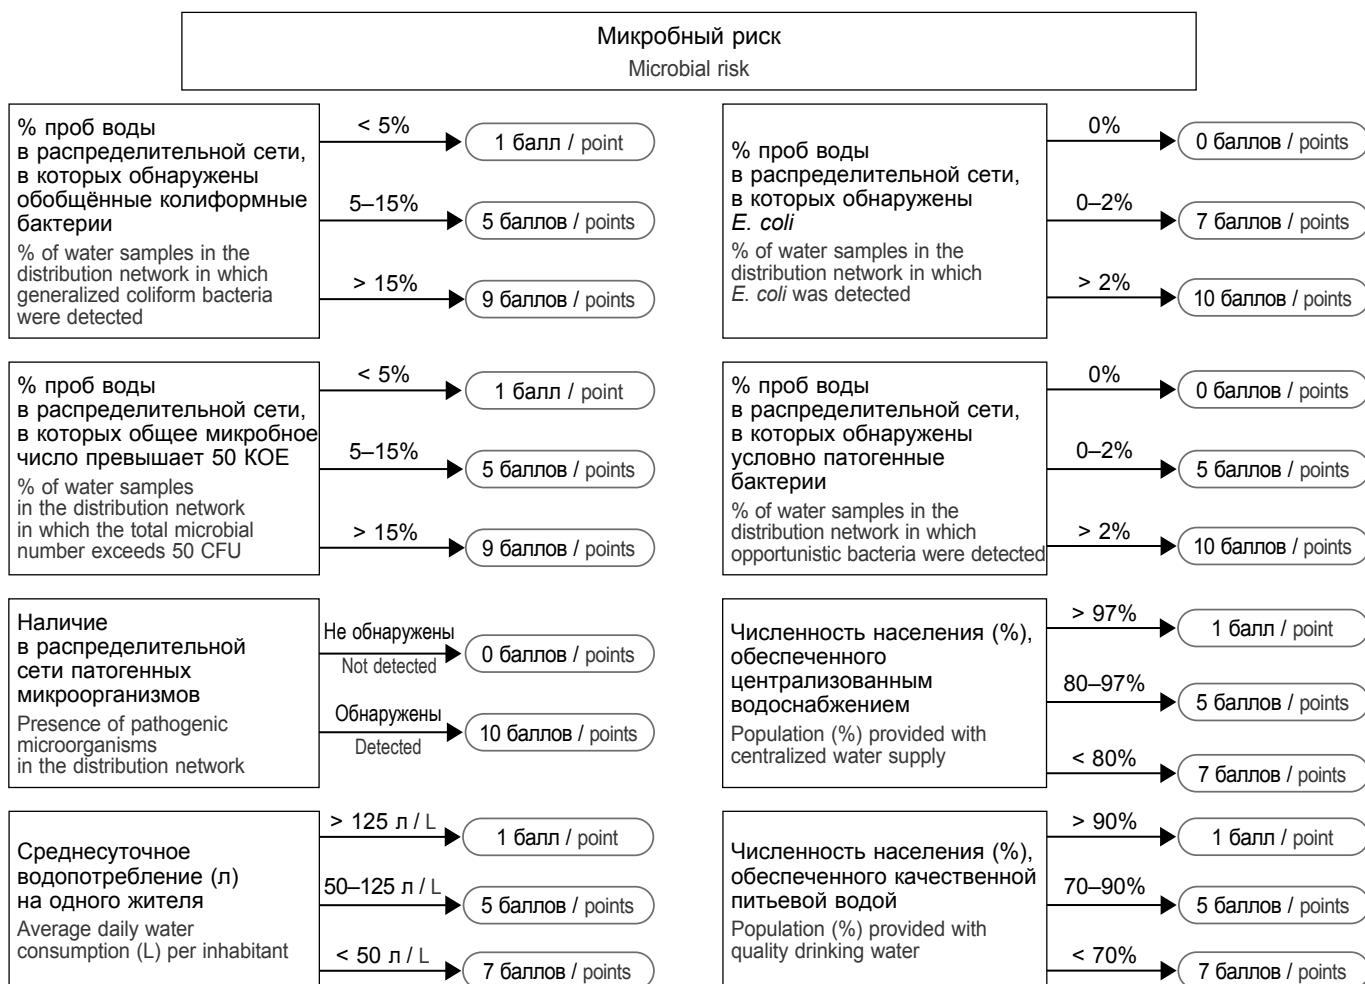 Микробный риск
Microbial risk
% проб воды
в распределительной сети,
в которых обнаружены
обобщённые колиформные
бактерии
% of water samples in the
distribution network in which
generalized coliform bacteria
were detected
< 5%
1 балл / point
5–15%
5 баллов / points
> 15%
9 баллов / points
% проб воды
в распределительной сети,
в которых обнаружены
E. coli
% of water samples in the
distribution network in which
E. coli was detected
0%
0 баллов / points
0–2%
7 баллов / points
> 2%
10 баллов / points
% проб воды
в распределительной сети,
в которых общее микробное
число превышает 50 КОЕ
% of water samples
in the distribution network
in which the total microbial
number exceeds 50 CFU
< 5%
1 балл / point
5–15%
5 баллов / points
> 15%
9 баллов / points
% проб воды
в распределительной сети,
в которых обнаружены
условно патогенные
бактерии
% of water samples in the
distribution network in which
opportunistic bacteria were detected
0%
0 баллов / points
0–2%
5 баллов / points
> 2%
10 баллов / points
Наличие
в распределительной
сети патогенных
микроорганизмов
Presence of pathogenic
microorganisms
in the distribution network
Не обнаружены
Not detected
0 баллов / points
Обнаружены
Detected
10 баллов / points
Численность населения (%),
обеспеченного
централизованным
водоснабжением
Population (%) provided with
centralized water supply
> 97%
1 балл / point
80–97%
5 баллов / points
< 80%
7 баллов / points
Среднесуточное
водопотребление (л)
на одного жителя
Average daily water
consumption (L) per inhabitant
> 125 л / L
1 балл / point
50–125 л / L
5 баллов / points
< 50 л / L
7 баллов / points
Численность населения (%),
обеспеченного качественной
питьевой водой
Population (%) provided with
quality drinking water
> 90%
1 балл / point
70–90%
5 баллов / points
< 70%
7 баллов / points